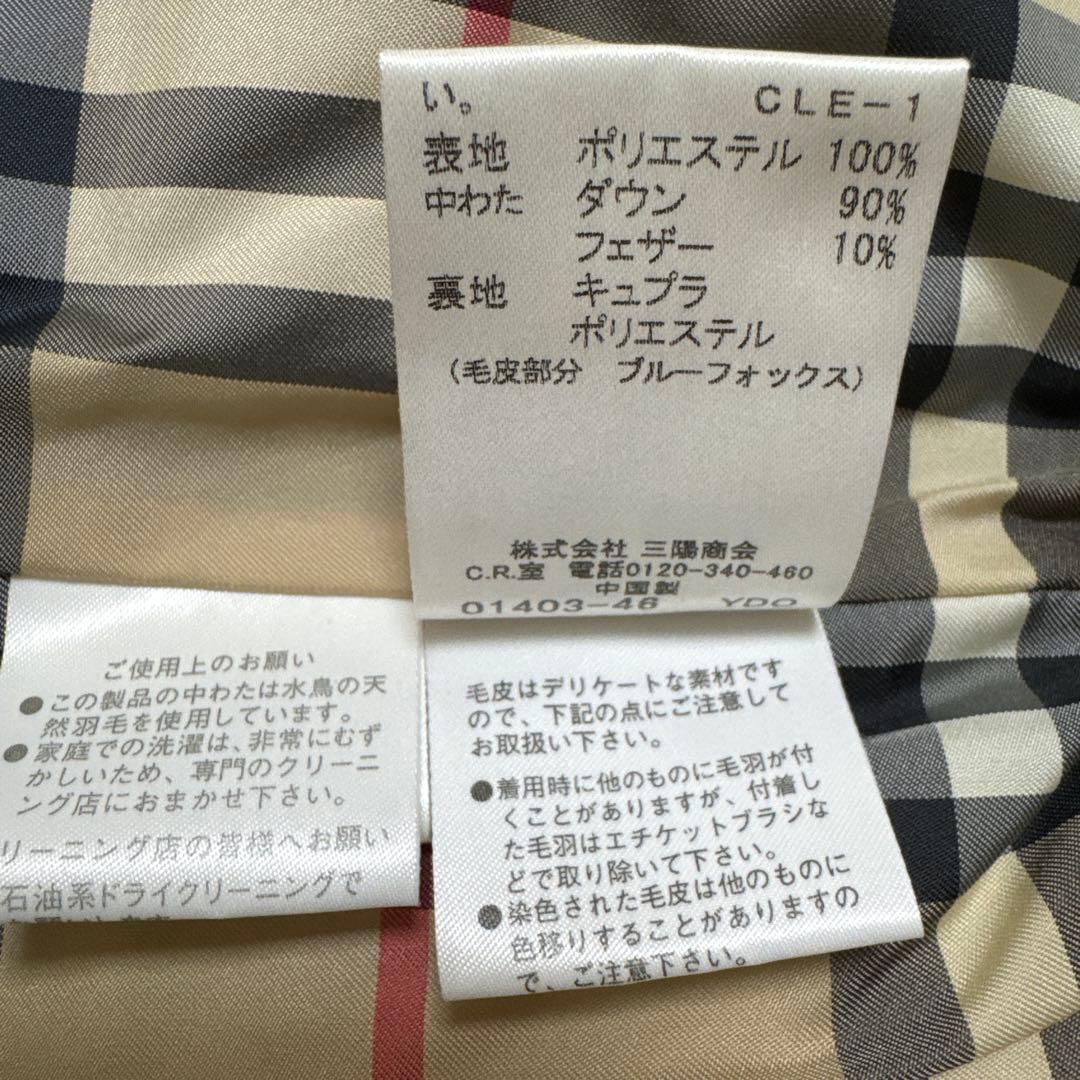 い。 CLE-1
表地 ポリエステル 100%
中わた ダウン 90%
フェザー 10%
裏地 キュプラ
ポリエステル
(毛皮部分 ブルーフォックス)
株式会社 三陽商会
C.R.室 電話0120-340-460
中国製
01403-46 YDO
ご使用上のお願い
●この製品の中わたは水鳥の天
然羽毛を使用しています。
●家庭での洗濯は、非常にむず
かしいため、専門のクリーニ
ング店におまかせ下さい。
リーニング店の皆様へお願い
石油系ドライクリーニングで
毛皮はデリケートな素材です
ので、下記の点にご注意して
お取扱い下さい。
●着用時に他のものに毛羽が付
くことがありますが、付着し
た毛羽はエチケットブラシな
どで取り除いて下さい。
●染色された毛皮は他のものに
色移りすることがありますの
で、ご注意下さい。